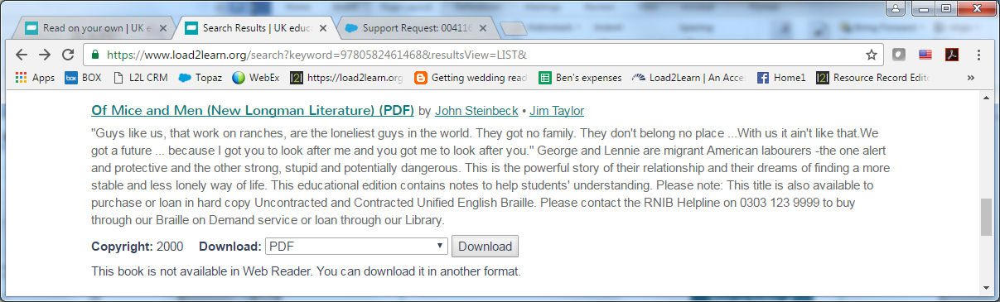 Read on your own | UK e
Search Results | UK educa
Support Request: 004116
https://www.load2learn.org/search?keyword=9780582461468&resultsView=LIST&
Apps BOX L2L CRM Topaz WebEx https://load2learn.org Getting wedding read Ben's expenses Load2Learn | An Acce Home1 Resource Record Edit »
Of Mice and Men (New Longman Literature) (PDF) by John Steinbeck • Jim Taylor
"Guys like us, that work on ranches, are the loneliest guys in the world. They got no family. They don't belong no place ...With us it ain't like that.We
got a future ... because I got you to look after me and you got me to look after you." George and Lennie are migrant American labourers -the one alert
and protective and the other strong, stupid and potentially dangerous. This is the powerful story of their relationship and their dreams of finding a more
stable and less lonely way of life. This educational edition contains notes to help students' understanding. Please note: This title is also available to
purchase or loan in hard copy Uncontracted and Contracted Unified English Braille. Please contact the RNIB Helpline on 0303 123 9999 to buy
through our Braille on Demand service or loan through our Library.
Copyright: 2000 Download: PDF Download
This book is not available in Web Reader. You can download it in another format.